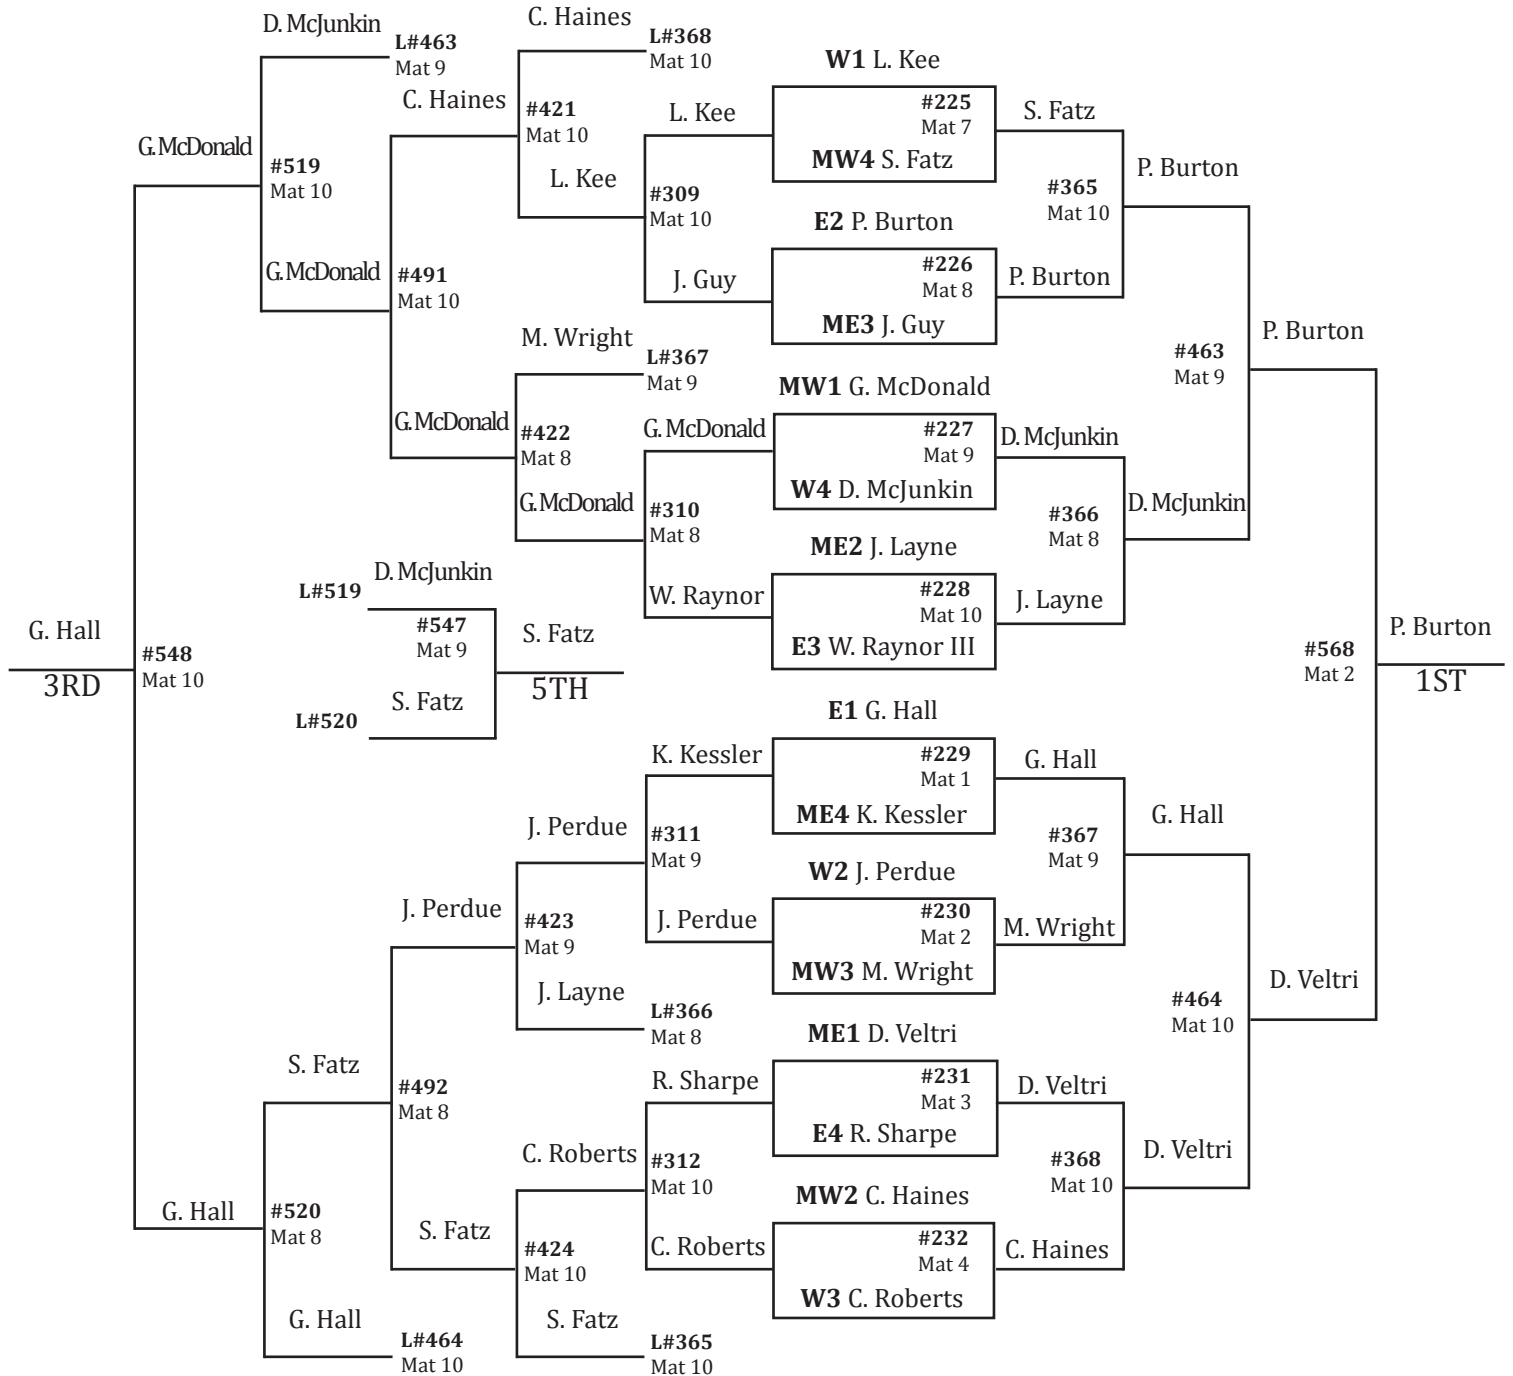 D. McJunkin
C. Haines
L#463
Mat 9
L#368
Mat 10
W1 L. Kee
C. Haines
#421
Mat 10
L. Kee
#225
Mat 7
S. Fatz
G. McDonald
#519
Mat 10
L. Kee
MW4 S. Fatz
P. Burton
#309
Mat 10
#365
Mat 10
E2 P. Burton
G. McDonald
#491
Mat 10
J. Guy
#226
Mat 8
P. Burton
M. Wright
ME3 J. Guy
P. Burton
L#367
Mat 9
#463
Mat 9
MW1 G. McDonald
G. McDonald
#422
Mat 8
G. McDonald
#227
Mat 9
D. McJunkin
G. McDonald
W4 D. McJunkin
D. McJunkin
#310
Mat 8
#366
Mat 8
ME2 J. Layne
D. McJunkin
L#519
W. Raynor
#228
Mat 10
J. Layne
G. Hall
#547
Mat 9
S. Fatz
E3 W. Raynor III
P. Burton
#548
Mat 10
#568
Mat 2
3RD
S. Fatz
5TH
1ST
L#520
E1 G. Hall
K. Kessler
#229
Mat 1
G. Hall
J. Perdue
#311
Mat 9
ME4 K. Kessler
G. Hall
#367
Mat 9
W2 J. Perdue
J. Perdue
#423
Mat 9
J. Perdue
#230
Mat 2
M. Wright
J. Layne
MW3 M. Wright
D. Veltri
L#366
Mat 8
#464
Mat 10
ME1 D. Veltri
S. Fatz
#492
Mat 8
R. Sharpe
#231
Mat 3
D. Veltri
C. Roberts
#312
Mat 10
E4 R. Sharpe
D. Veltri
#368
Mat 10
MW2 C. Haines
G. Hall
#520
Mat 8
S. Fatz
#424
Mat 10
C. Roberts
#232
Mat 4
C. Haines
G. Hall
S. Fatz
W3 C. Roberts
L#464
Mat 10
L#365
Mat 10